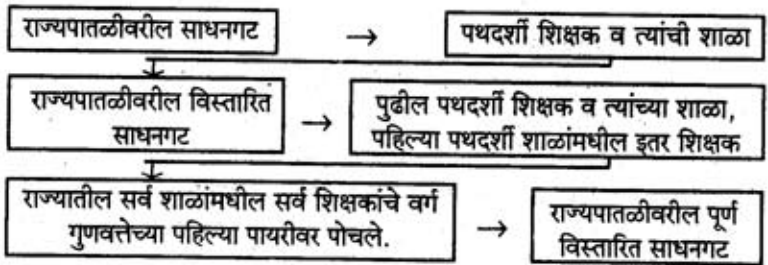 राज्यपातळीवरील साधनगट → पथदर्शी शिक्षक व त्यांची शाळा
राज्यपातळीवरील विस्तारित
साधनगट
→
पुढील पथदर्शी शिक्षक व त्यांच्या शाळा,
पहिल्या पथदर्शी शाळांमधील इतर शिक्षक
राज्यातील सर्व शाळांमधील सर्व शिक्षकांचे वर्ग
गुणवत्तेच्या पहिल्या पायरीवर पोचले.
→
राज्यपातळीवरील पूर्ण
विस्तारित साधनगट